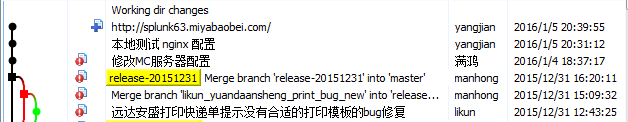 Working dir changes
http://splunk63.miyabaobei.com/ yangjian 2016/1/5 20:39:55
本地测试 nginx 配置 yangjian 2016/1/5 20:31:12
修改MC服务器配置 满鸿 2016/1/4 18:37:17
release-20151231 Merge branch 'release-20151231' into 'master' manhong 2015/12/31 16:20:11
Merge branch 'likun_yuandaansheng_print_bug_new' into 'release... manhong 2015/12/31 15:09:32
远达安盛打印快递单提示没有合适的打印模板的bug修复 likun 2015/12/31 12:43:25